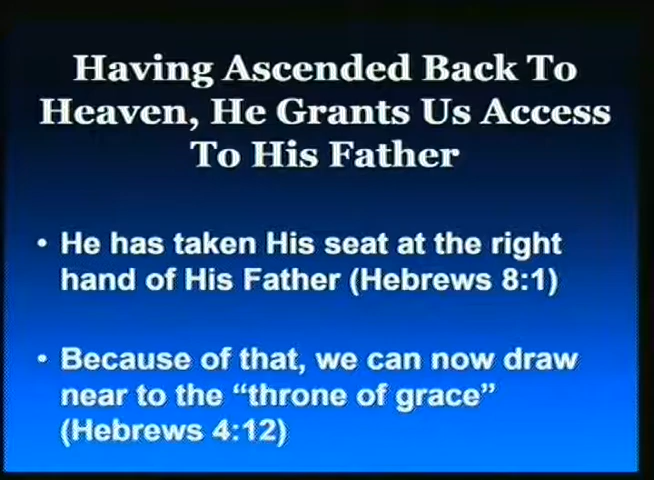 Having Ascended Back To
Heaven, He Grants Us Access
To His Father
• He has taken His seat at the right
hand of His Father (Hebrews 8:1)
• Because of that, we can now draw
near to the “throne of grace”
(Hebrews 4:12)